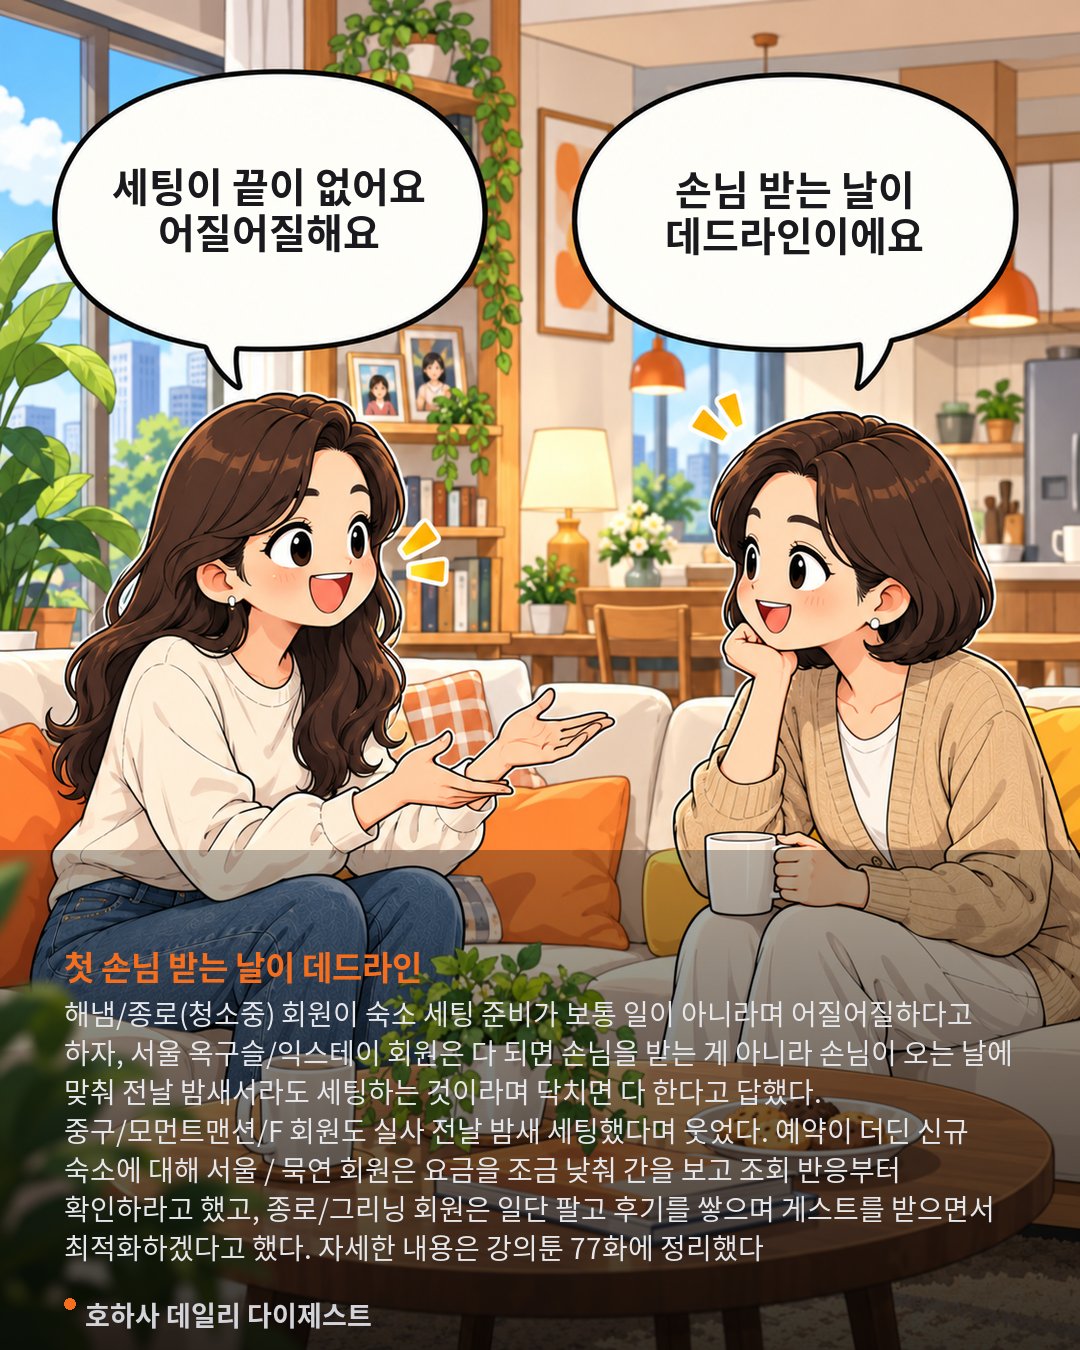 세팅이 끝이 없어요
어질어질해요
손님 받는 날이
데드라인이에요
첫 손님 받는 날이 데드라인
해냄/종로(청소중) 회원이 숙소 세팅 준비가 보통 일이 아니라며 어질어질하다고
하자, 서울 옥구슬/익스테이 회원은 다 되면 손님을 받는 게 아니라 손님이 오는 날에
맞춰 전날 밤새서라도 세팅하는 것이라며 닥치면 다 한다고 답했다.
중구/모먼트맨션/F 회원도 실사 전날 밤새 세팅했다며 웃었다. 예약이 더딘 신규
숙소에 대해 서울 / 묵연 회원은 요금을 조금 낮춰 간을 보고 조회 반응부터
확인하라고 했고, 종로/그리닝 회원은 일단 팔고 후기를 쌓으며 게스트를 받으면서
최적화하겠다고 했다. 자세한 내용은 강의툰 77화에 정리했다
호하사 데일리 다이제스트